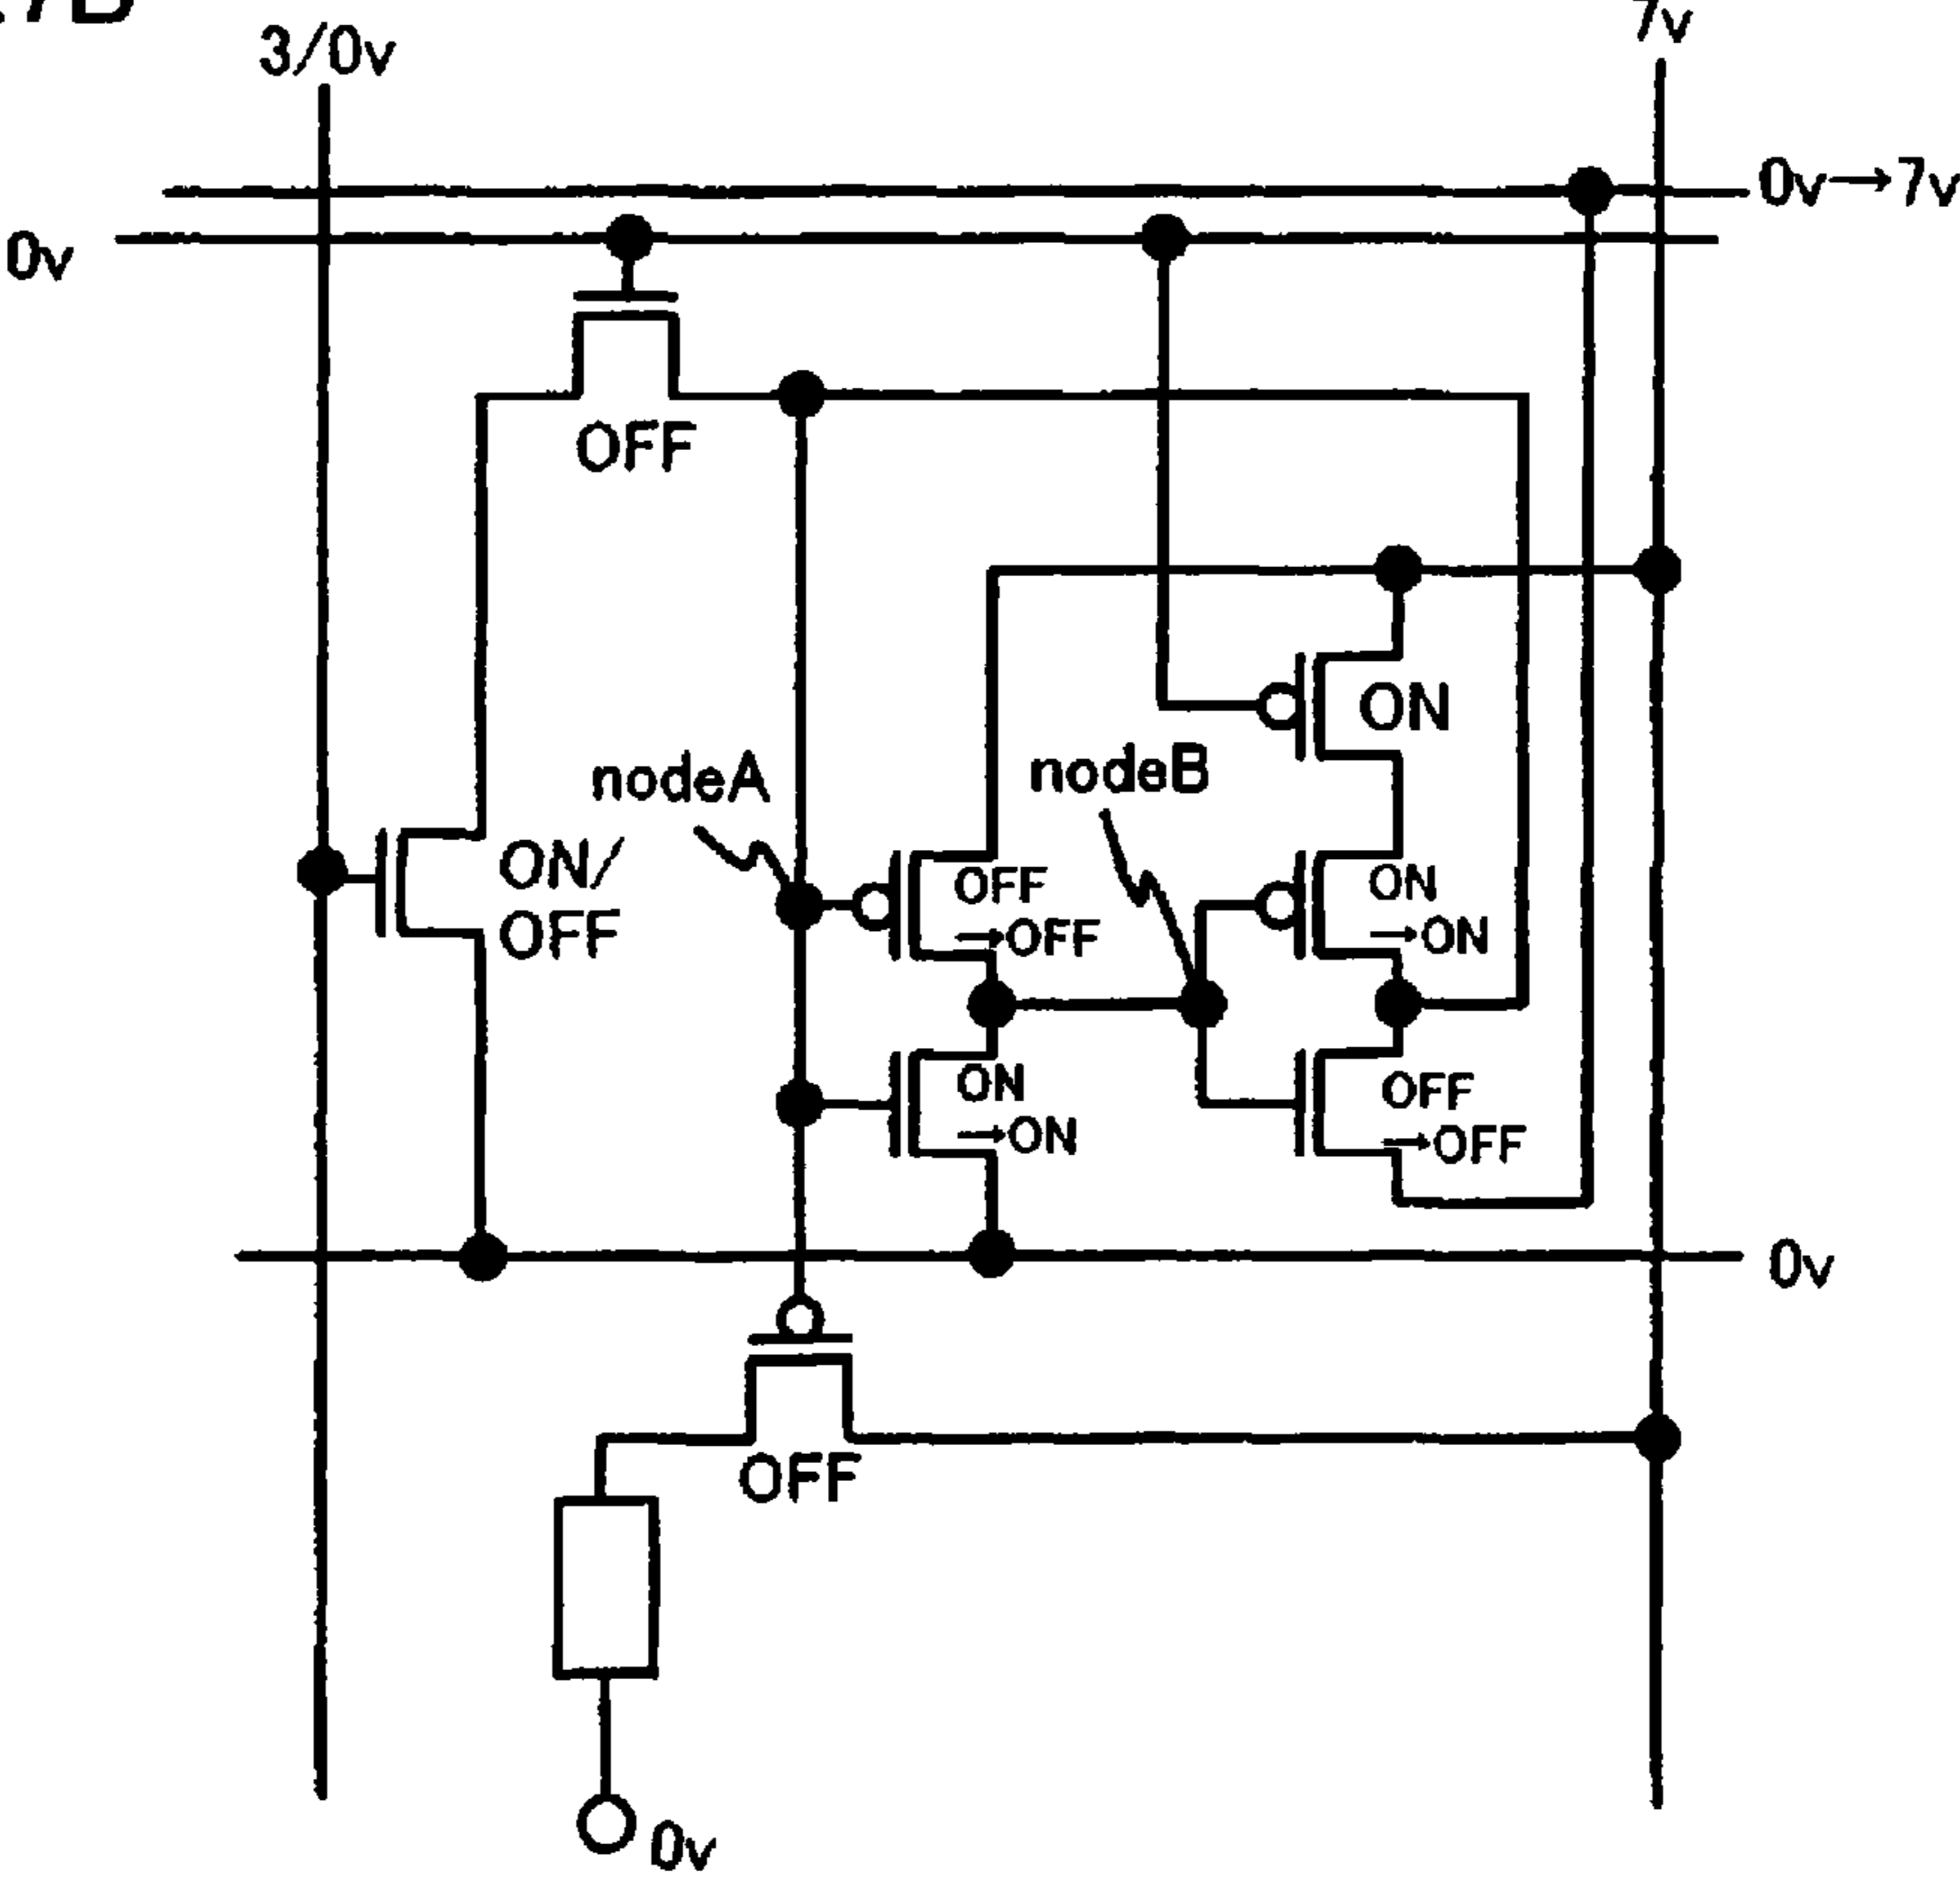 7B
3/0v
7v
0v→7v
0v
OFF
ON
nodeA
nodeB
ON/
OFF
OFF
→OFF
ON
→ON
ON
→ON
OFF
→OFF
0v
OFF
0v